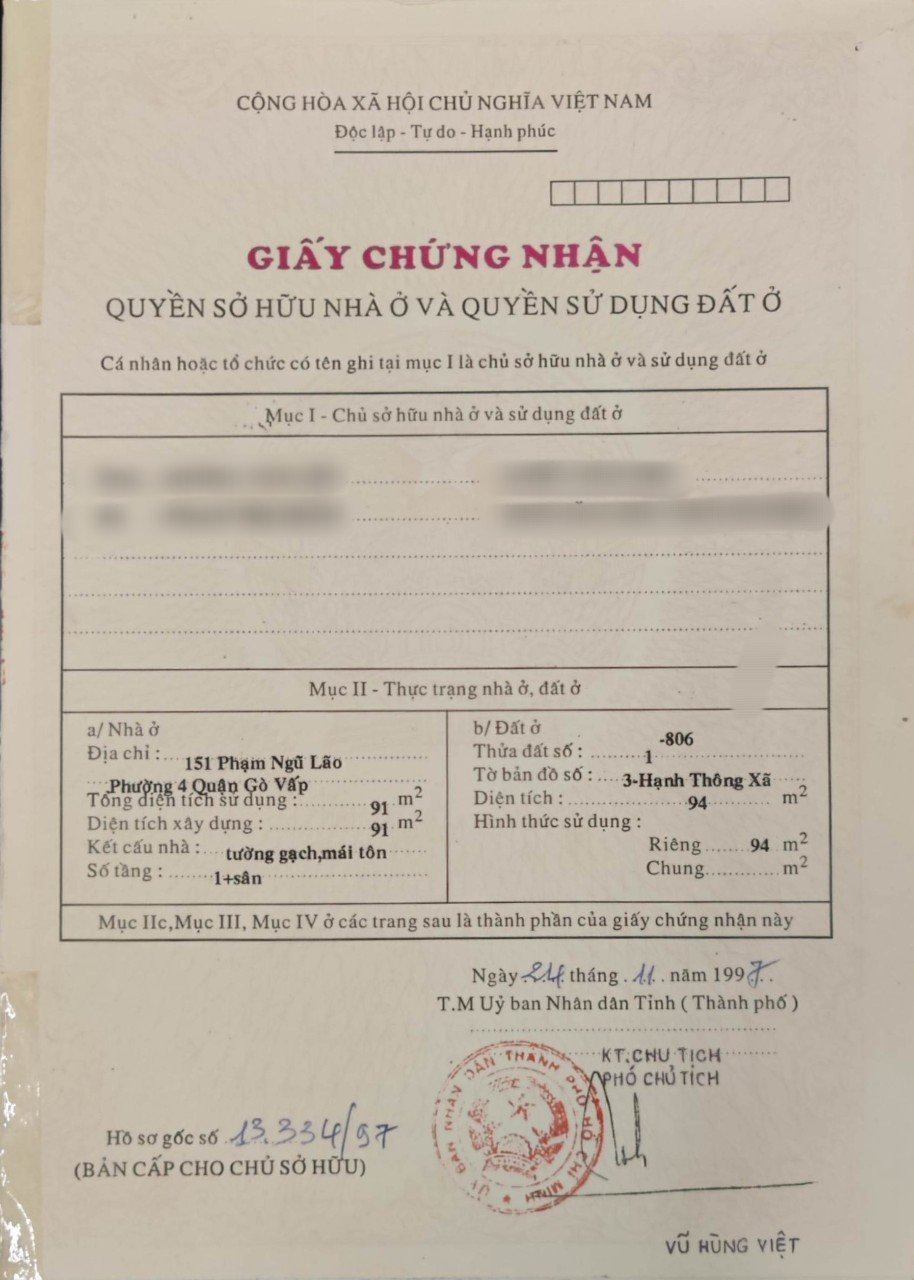 CỘNG HÒA XÃ HỘI CHỦ NGHĨA VIỆT NAM
Độc lập - Tự do - Hạnh phúc
GIẤY CHỨNG NHẬN
QUYỀN SỞ HỮU NHÀ Ở VÀ QUYỀN SỬ DỤNG ĐẤT Ở
Cá nhân hoặc tổ chức có tên ghi tại mục I là chủ sở hữu nhà ở và sử dụng đất ở
Mục I - Chủ sở hữu nhà ở và sử dụng đất ở
Mục II - Thực trạng nhà ở, đất ở
a/ Nhà ở
Địa chỉ : 151 Phạm Ngũ Lão
Phường 4 Quận Gò Vấp
Tổng diện tích sử dụng : 91 m²
Diện tích xây dựng : 91 m²
Kết cấu nhà : tường gạch,mái tôn
Số tầng : 1+sân
b/ Đất ở
-806
Thửa đất số : 1
Tờ bản đồ số : 3-Hạnh Thông Xã
Diện tích : 94 m²
Hình thức sử dụng :
Riêng 94 m²
Chung m²
Mục IIc,Mục III, Mục IV ở các trang sau là thành phần của giấy chứng nhận này
Ngày 24 tháng 11 năm 1997
T.M Uỷ ban Nhân dân Tỉnh ( Thành phố )
KT.CHỦ TỊCH
PHÓ CHỦ TỊCH
ỦY BAN NHÂN DÂN THÀNH PHỐ HỒ CHÍ MINH
Hồ sơ gốc số 13.334/97
(BẢN CẤP CHO CHỦ SỞ HỮU)
VŨ HÙNG VIỆT